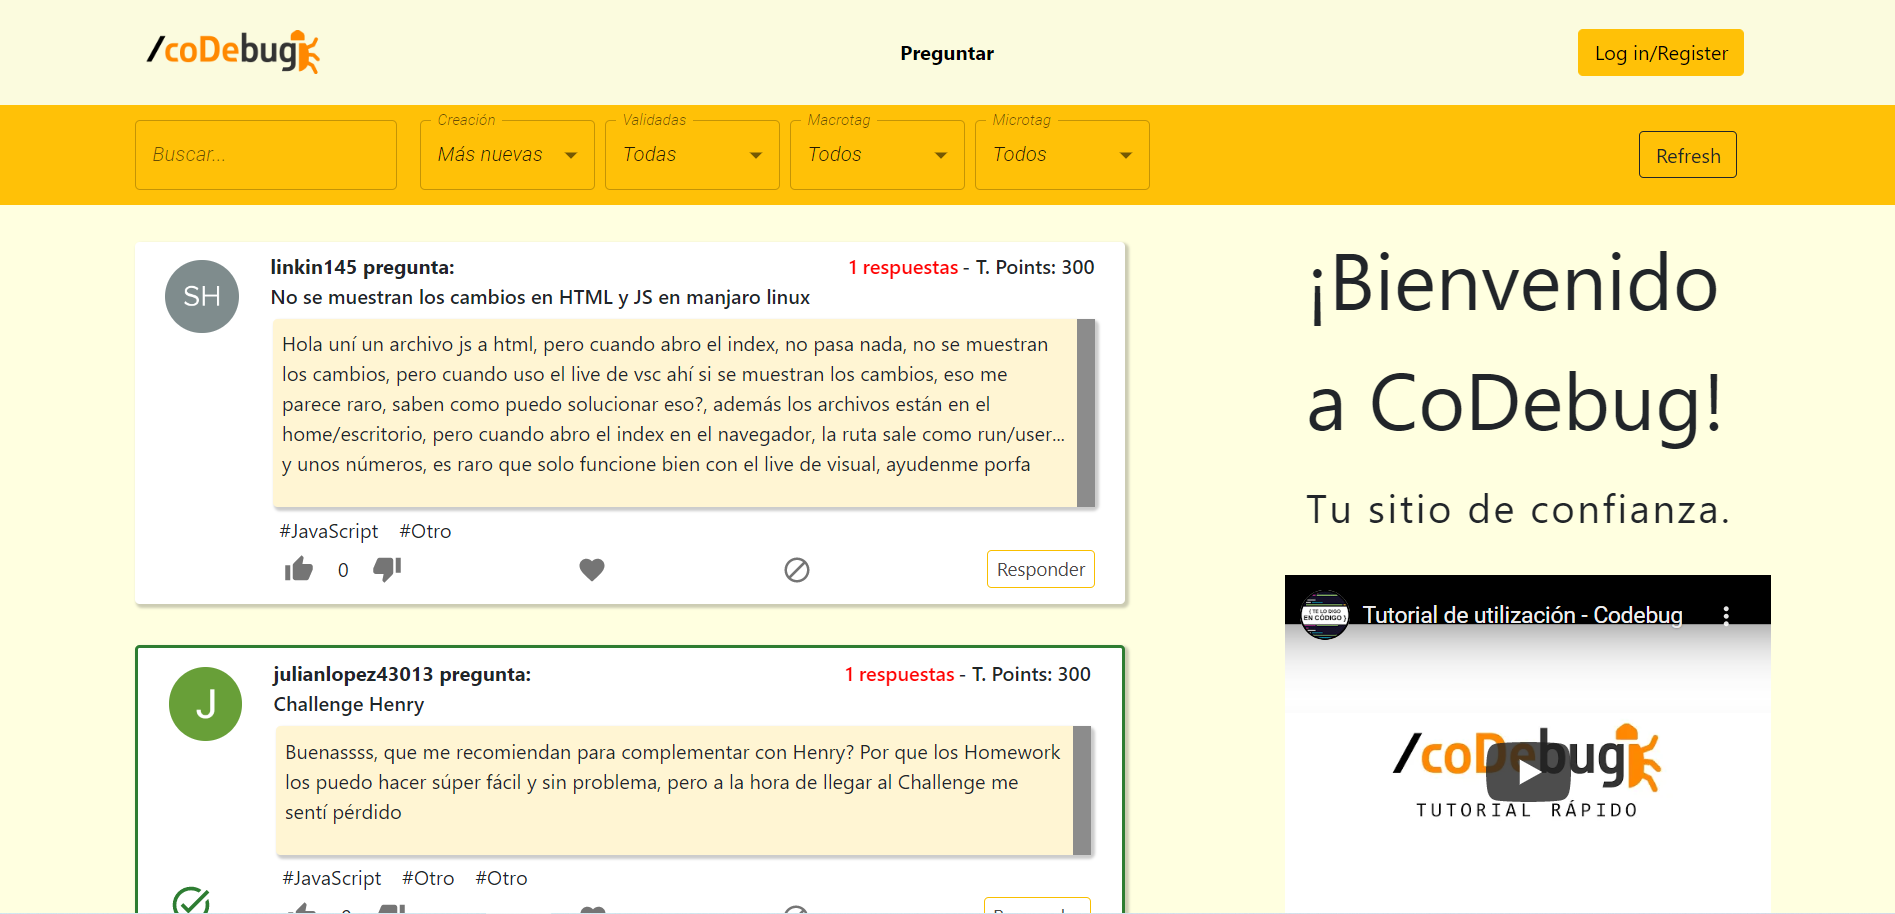 /coDebug
Preguntar
Log in/Register
Buscar...
Creación
Más nuevas
Validadas
Todas
Macrotag
Todos
Microtag
Todos
Refresh
SH
linkin145 pregunta:
1 respuestas - T. Points: 300
No se muestran los cambios en HTML y JS en manjaro linux
Hola uní un archivo js a html, pero cuando abro el index, no pasa nada, no se muestran
los cambios, pero cuando uso el live de vsc ahí si se muestran los cambios, eso me
parece raro, saben como puedo solucionar eso?, además los archivos están en el
home/escritorio, pero cuando abro el index en el navegador, la ruta sale como run/user...
y unos números, es raro que solo funcione bien con el live de visual, ayudenme porfa
#JavaScript #Otro
0
Responder
J
julianlopez43013 pregunta:
1 respuestas - T. Points: 300
Challenge Henry
Buenassss, que me recomiendan para complementar con Henry? Por que los Homework
los puedo hacer súper fácil y sin problema, pero a la hora de llegar al Challenge me
sentí pérdido
#JavaScript #Otro #Otro
¡Bienvenido
a CoDebug!
Tu sitio de confianza.
{ TE LO DIGO
EN CÓDIGO }
Tutorial de utilización - Codebug
/coDebug
TUTORIAL RÁPIDO